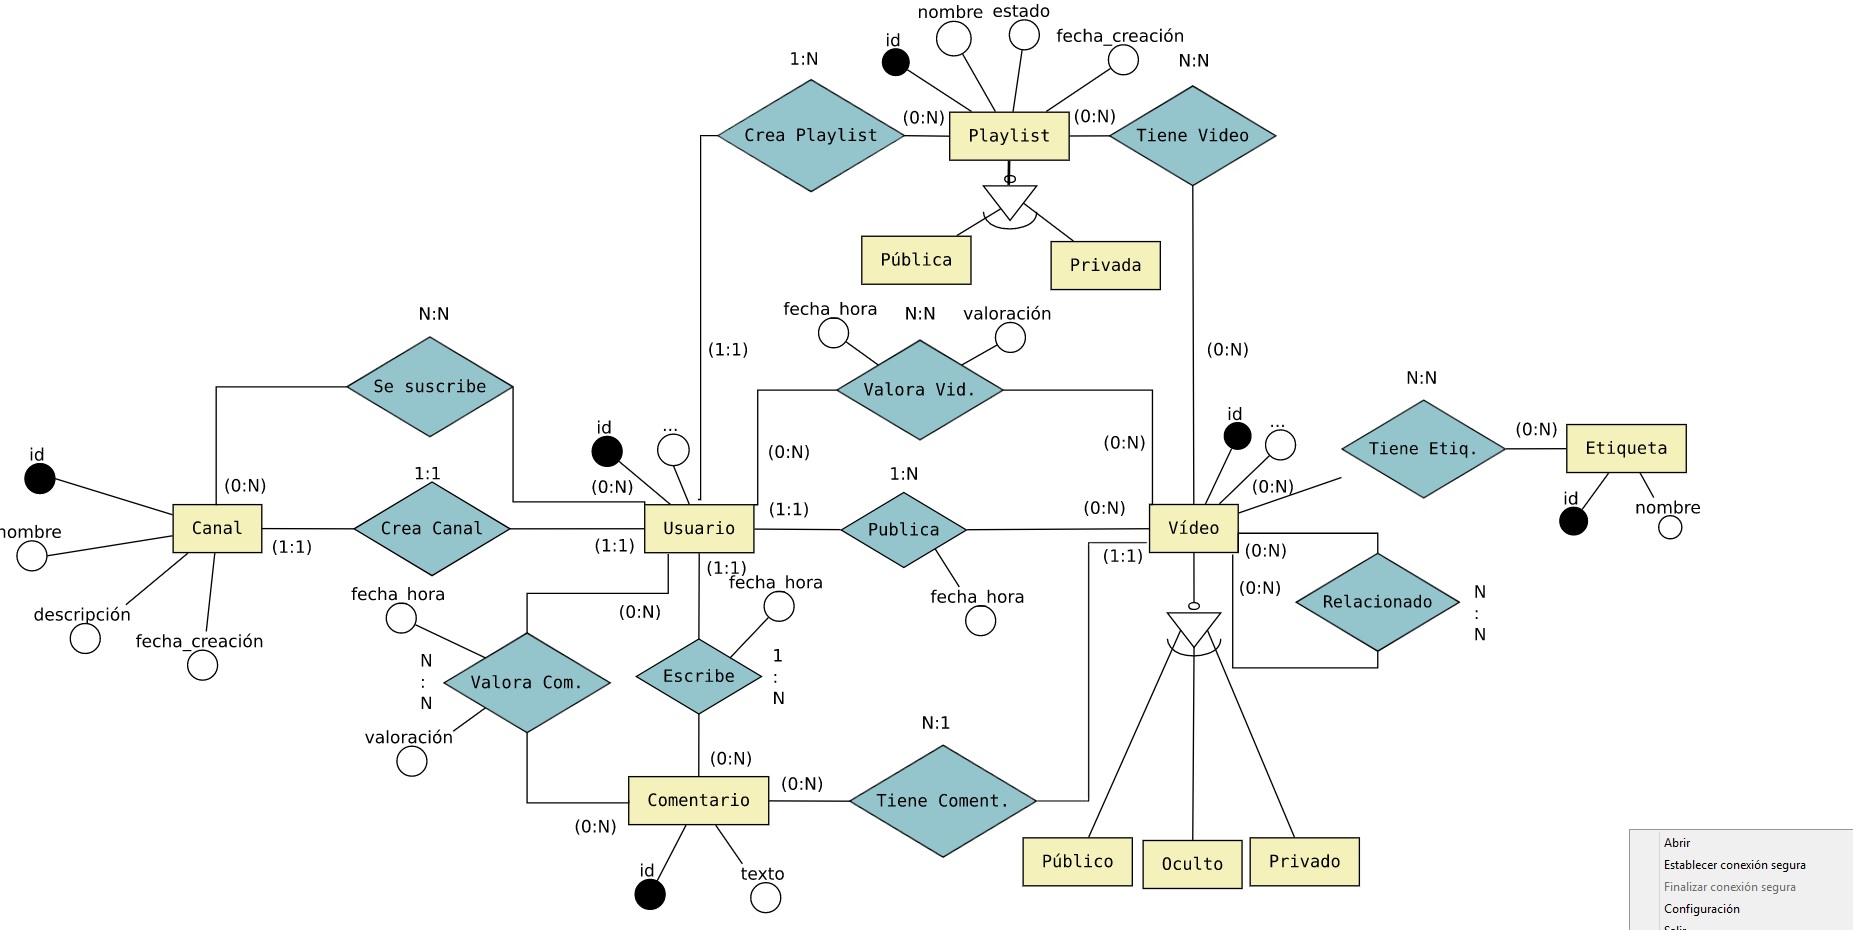 nombre estado
id
fecha_creación
1:N
N:N
Crea Playlist
(0:N)
Playlist
(0:N)
Tiene Video
Pública
Privada
fecha_hora
N:N
valoración
N:N
(1:1)
(0:N)
Se suscribe
Valora Vid.
N:N
id
...
id
...
(0:N)
(0:N)
Tiene Etiq.
(0:N)
Etiqueta
id
1:1
1:N
(0:N)
(0:N)
(0:N)
nombre
Canal
(1:1)
Crea Canal
(1:1)
Usuario
(1:1)
Publica
(0:N)
Vídeo
id
nombre
(1:1)
(0:N)
(1:1)
fecha_hora
fecha_hora
(0:N)
fecha_hora
(0:N)
Relacionado
N
:
N
descripción
fecha_creación
N
:
N
Valora Com.
Escribe
1
:
N
valoración
N:1
(0:N)
(0:N)
Comentario
Tiene Coment.
(0:N)
id
texto
Público
Oculto
Privado
Abrir
Establecer conexión segura
Finalizar conexión segura
Configuración